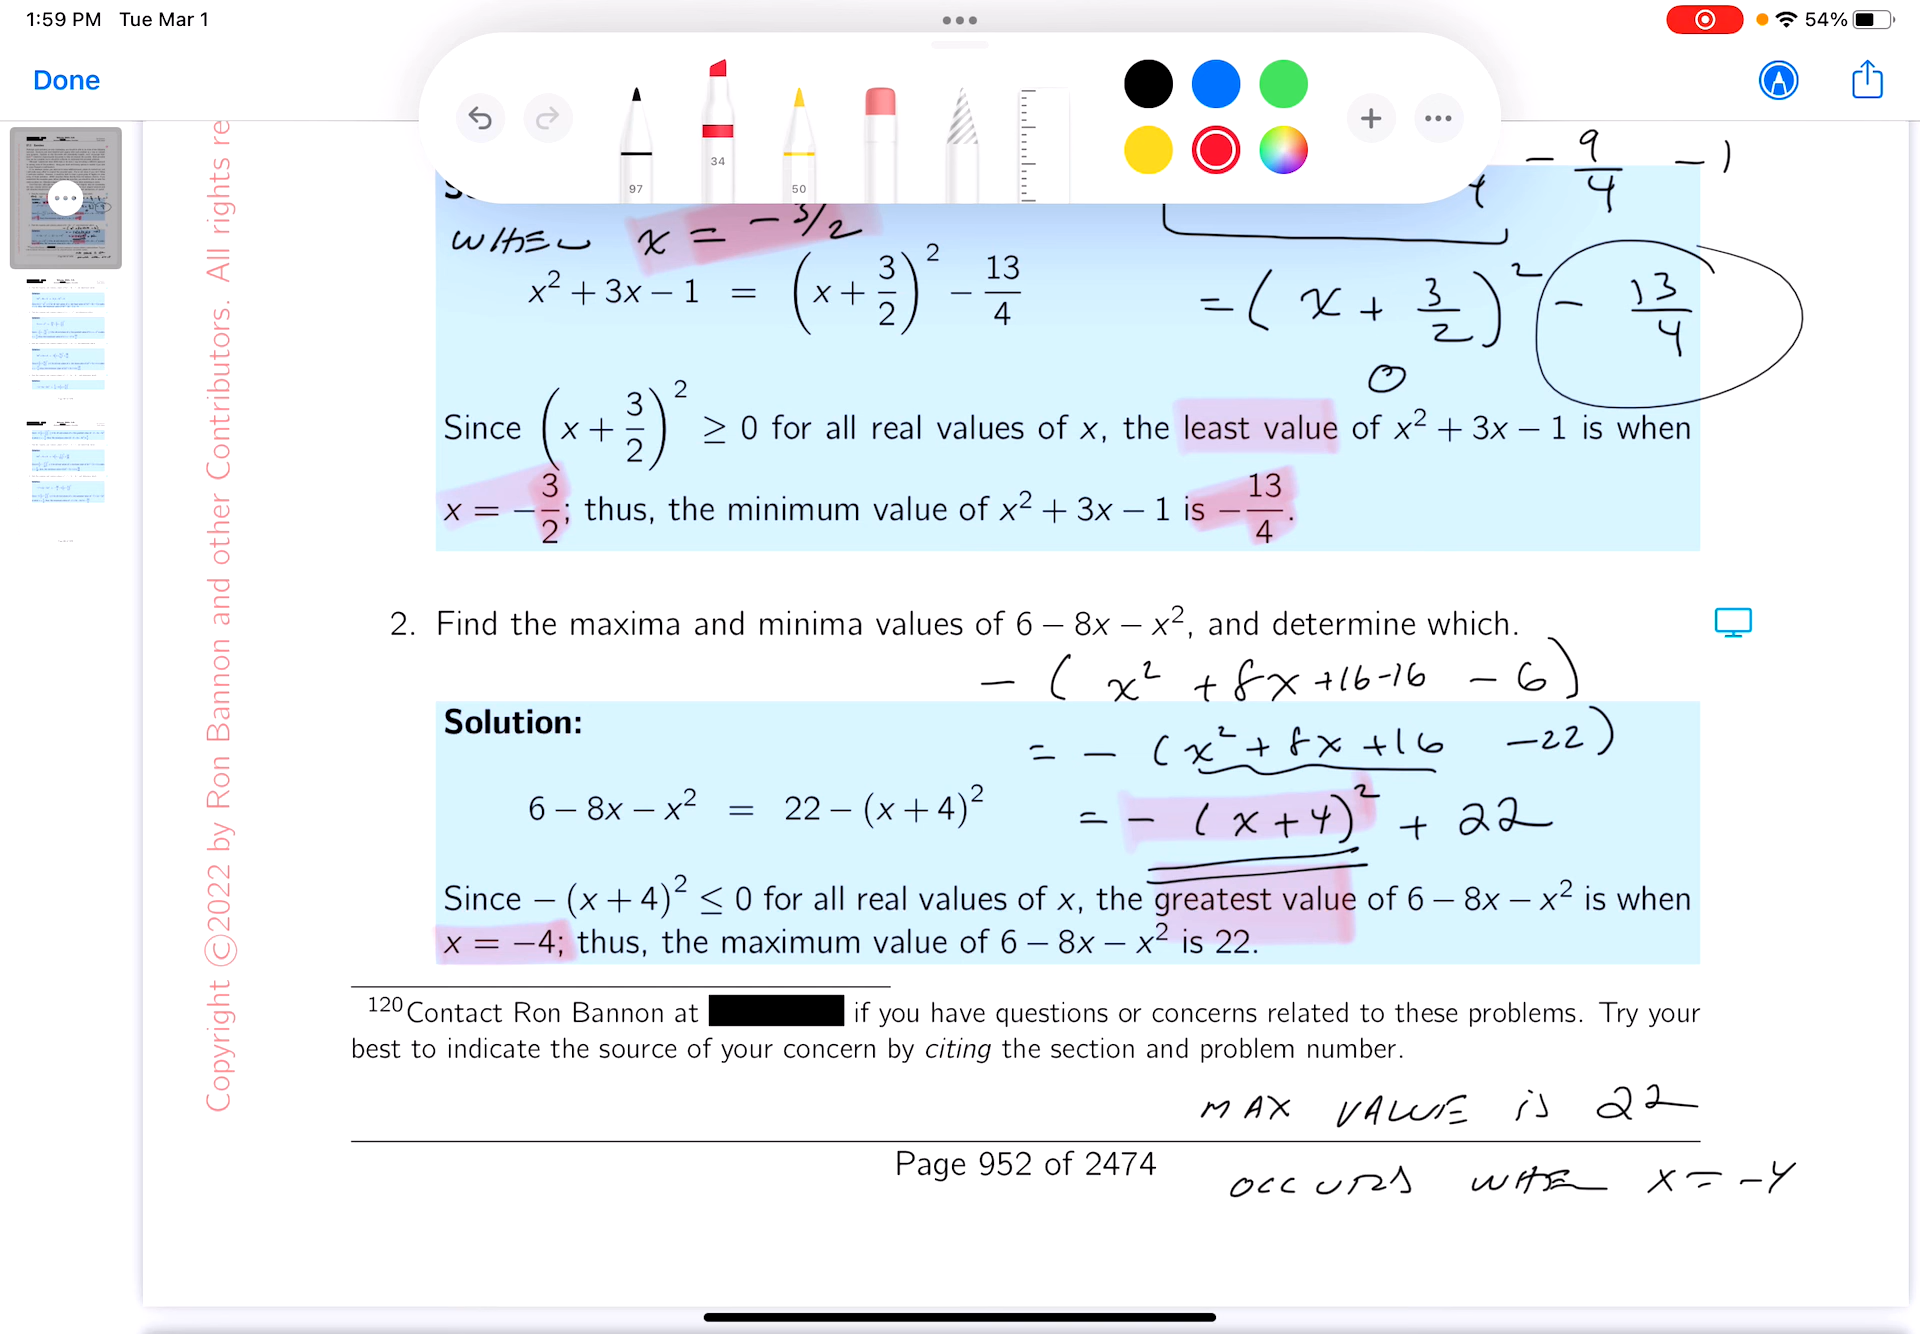 1:59 PM Tue Mar 1
54%
Done
97
34
50
Copyright ©2022 by Ron Bannon and other Contributors. All rights re
− 9/4 − 1
WHEN x = −3/2
x² + 3x − 1 = (x + 3/2)² − 13/4
= ( x + 3/2 )² − 13/4
0
Since (x + 3/2)² ≥ 0 for all real values of x, the least value of x² + 3x − 1 is when
x = −3/2; thus, the minimum value of x² + 3x − 1 is −13/4.
2. Find the maxima and minima values of 6 − 8x − x², and determine which.
− ( x² + 8x +16−16 − 6 )
Solution:
= − (x² + 8x +16 −22)
6 − 8x − x² = 22 − (x + 4)²
= − (x+4)² + 22
Since − (x + 4)² ≤ 0 for all real values of x, the greatest value of 6 − 8x − x² is when
x = −4; thus, the maximum value of 6 − 8x − x² is 22.
120 Contact Ron Bannon at if you have questions or concerns related to these problems. Try your
best to indicate the source of your concern by citing the section and problem number.
MAX VALUE is 22
Page 952 of 2474
OCCURS WHEN x = −4